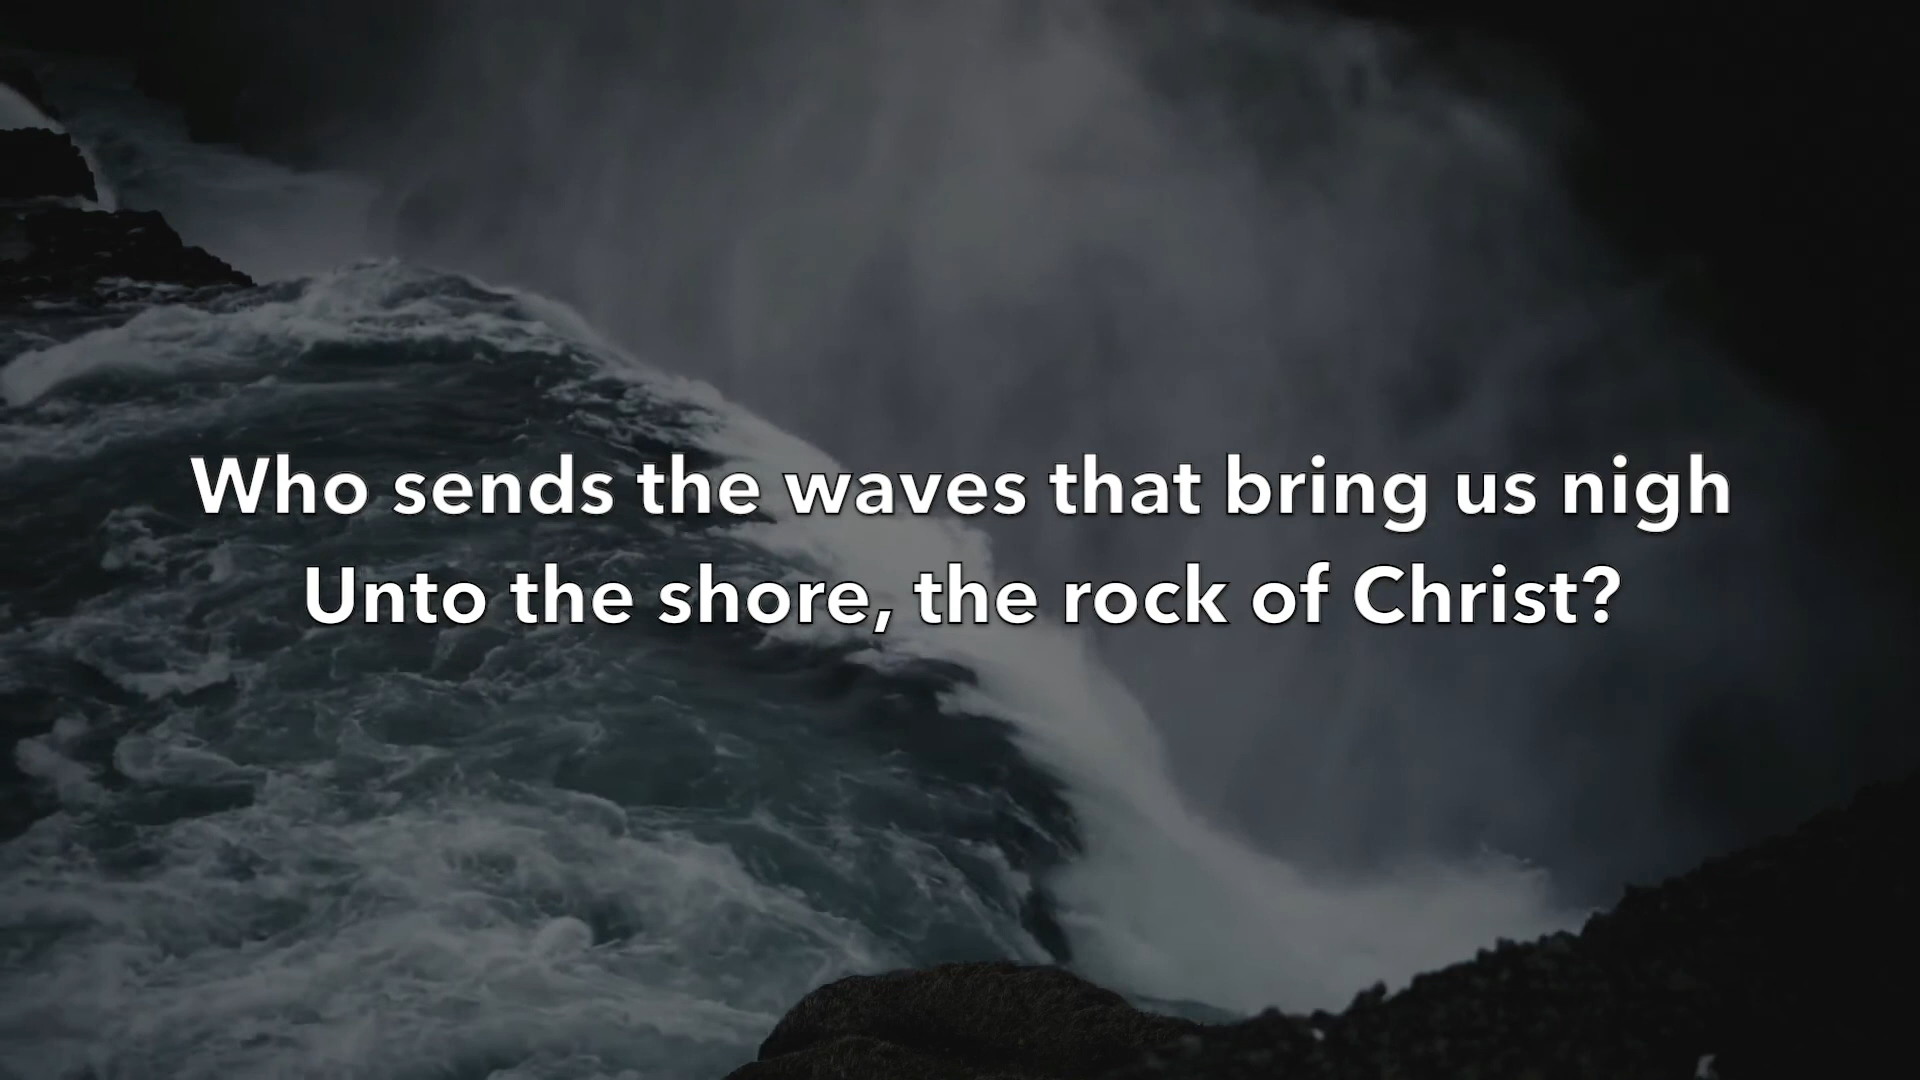 Who sends the waves that bring us nigh
Unto the shore, the rock of Christ?